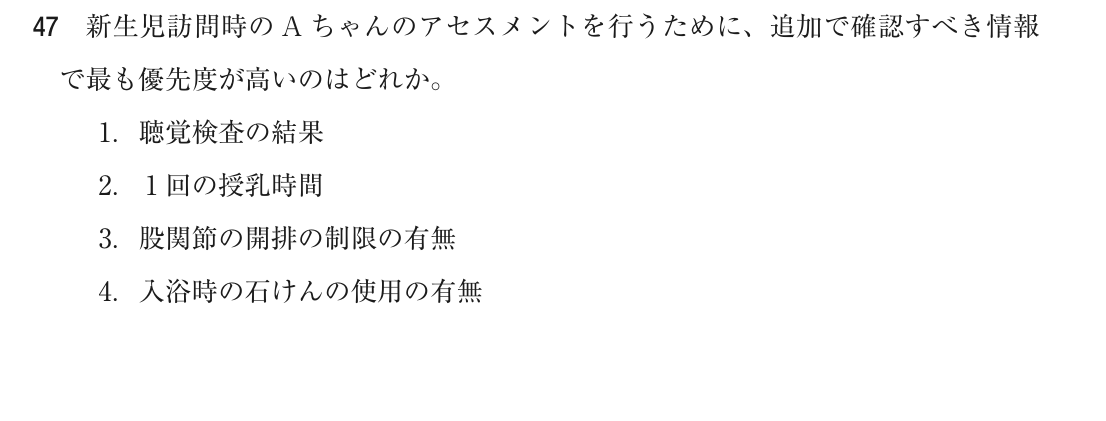 47　新生児訪問時の A ちゃんのアセスメントを行うために、追加で確認すべき情報
で最も優先度が高いのはどれか。
1. 聴覚検査の結果
2. １回の授乳時間
3. 股関節の開排の制限の有無
4. 入浴時の石けんの使用の有無